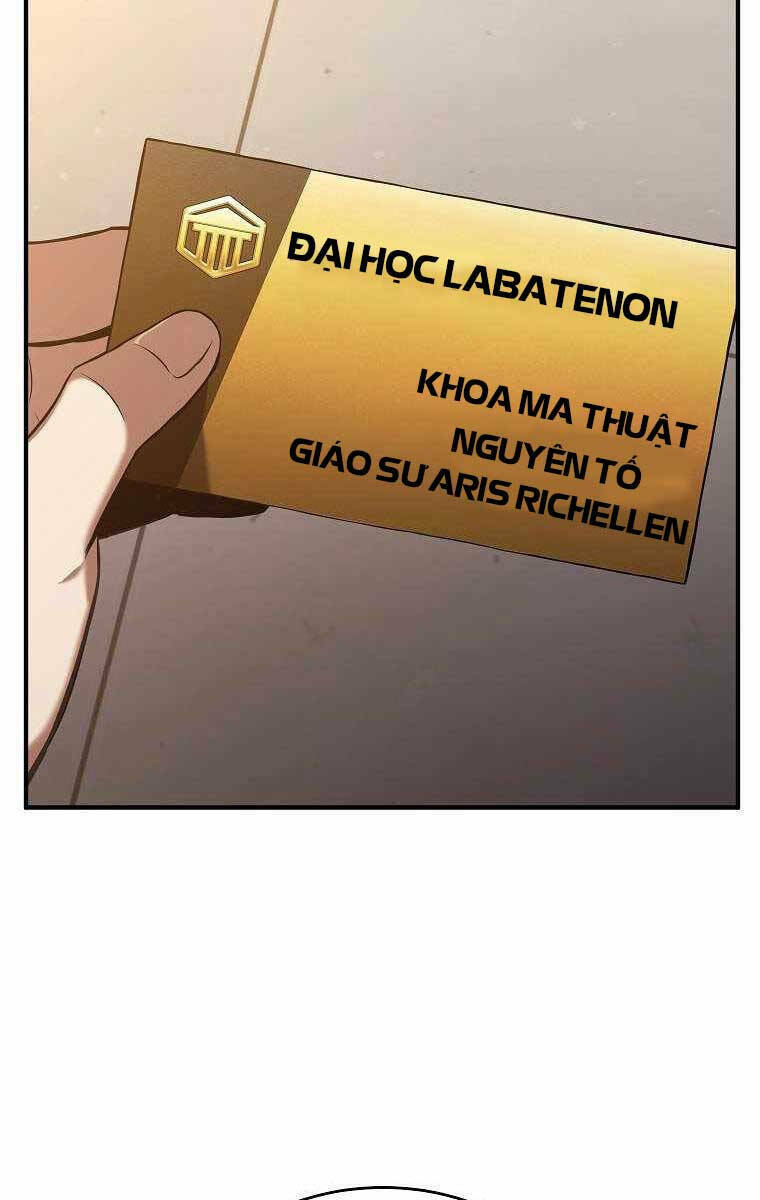 ĐẠI HỌC LABATENON
KHOA MA THUẬT
NGUYÊN TỐ
GIÁO SƯ ARIS RICHELLEN